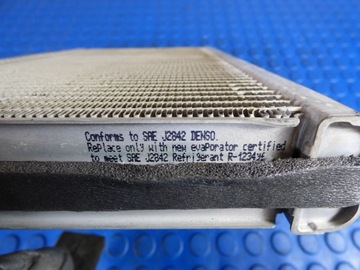 Conforms to SAE J2842 DENSO.
Replace only with new evaporator certified
to meet SAE J2842 Refrigerant R-1234yf